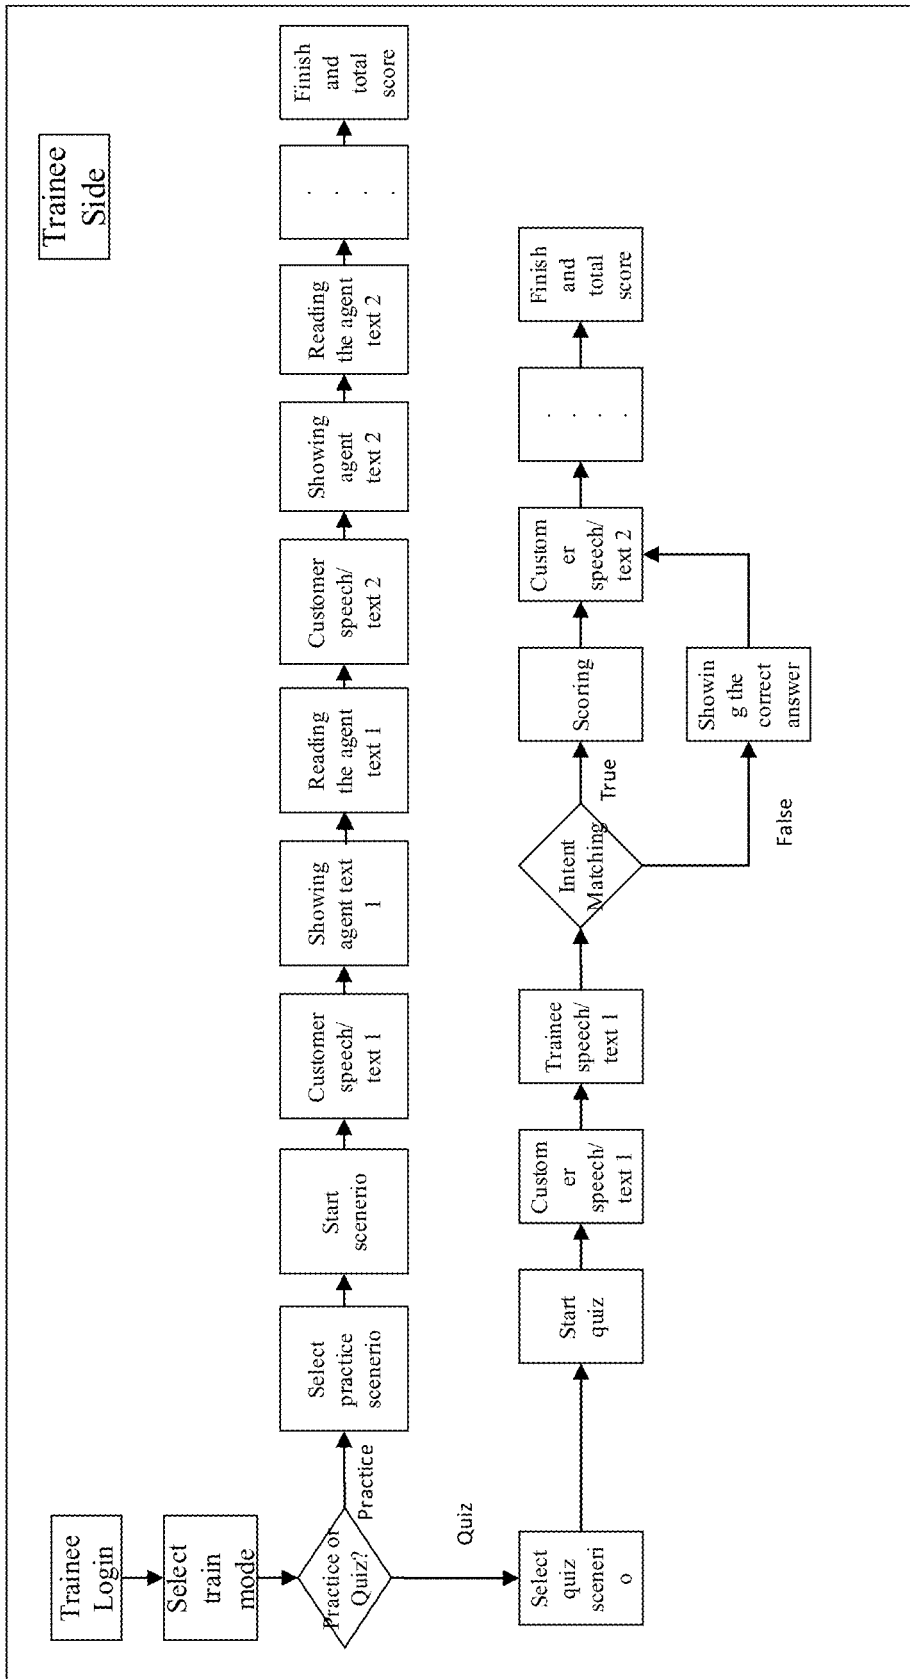 Trainee
Side
Trainee
Login
Select
train
mode
Practice or
Quiz?
Practice
Select
practice
scenerio
Start
scenerio
Customer
speech/
text 1
Showing
agent text
1
Reading
the agent
text 1
Customer
speech/
text 2
Showing
agent
text 2
Reading
the agent
text 2
. . . .
Finish
and
total
score
Quiz
Select
quiz
sceneri
o
Start
quiz
Custom
er
speech/
text 1
Trainee
speech/
text 1
Intent
Matching
True
Scoring
False
Showin
g the
correct
answer
Custom
er
speech/
text 2
. . . .
Finish
and
total
score